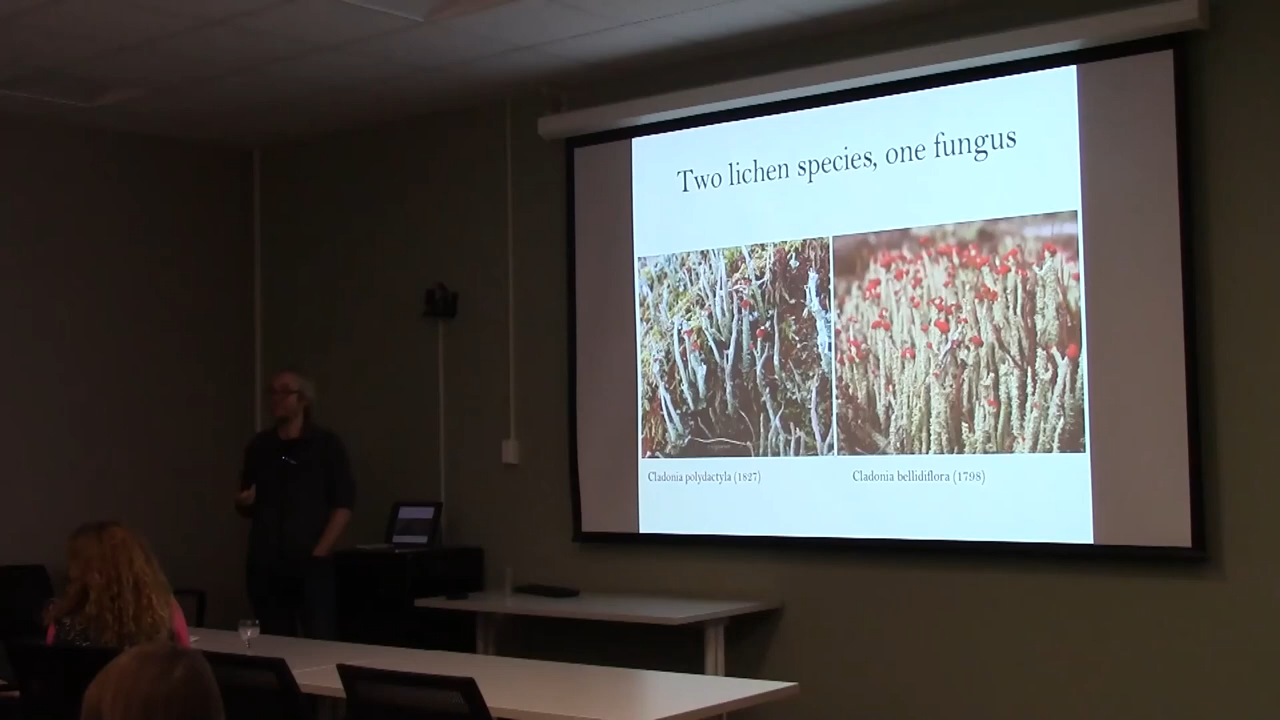 Two lichen species, one fungus
Cladonia polydactyla (1827)
Cladonia bellidiflora (1798)